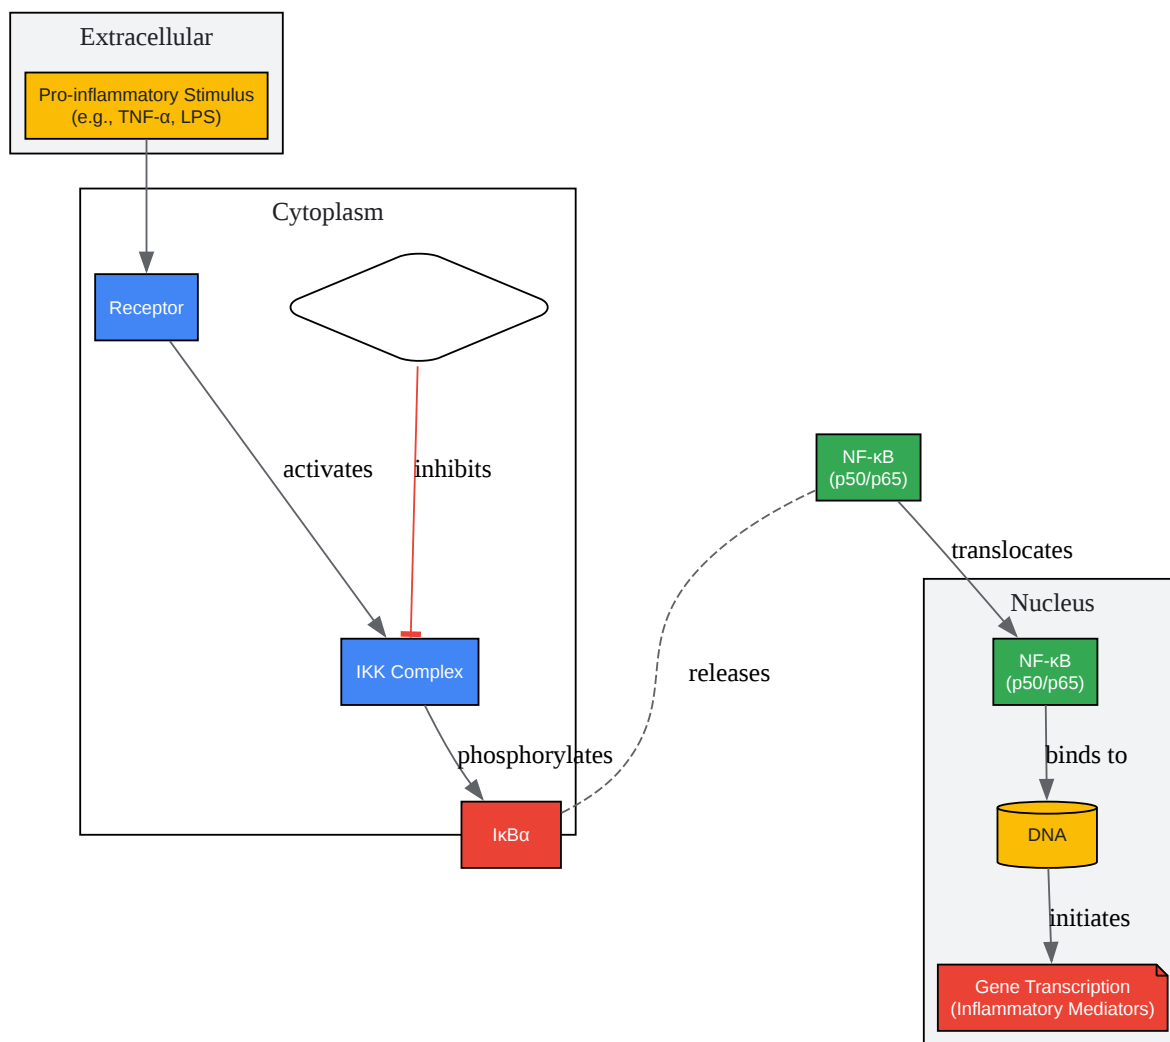 Extracellular
Pro-inflammatory Stimulus
(e.g., TNF-α, LPS)
Cytoplasm
Receptor
activates
inhibits
IKK Complex
phosphorylates
IκBα
releases
NF-κB
(p50/p65)
translocates
Nucleus
NF-κB
(p50/p65)
binds to
DNA
initiates
Gene Transcription
(Inflammatory Mediators)